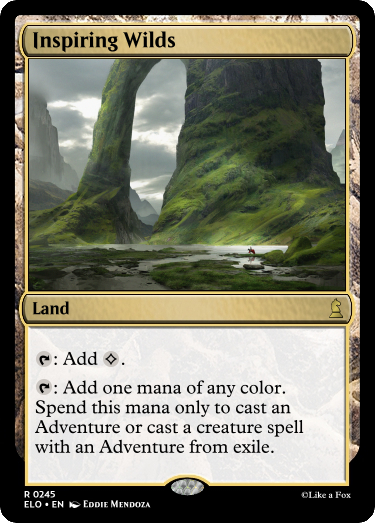 Inspiring Wilds
Land
: Add .
: Add one mana of any color.
Spend this mana only to cast an
Adventure or cast a creature spell
with an Adventure from exile.
R 0245
ELO • EN Eddie Mendoza
©Like a Fox